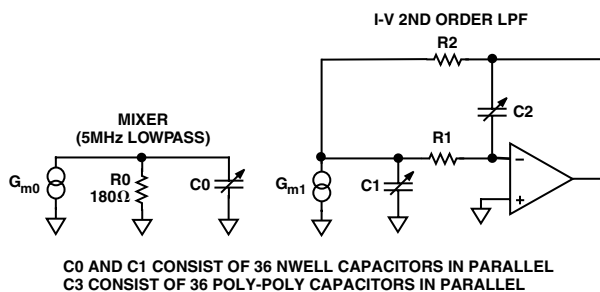 I-V 2ND ORDER LPF
R2
C2
MIXER
(5MHz LOWPASS)
R1
Gm0
R0
180Ω
C0
Gm1
C1
−
+
C0 AND C1 CONSIST OF 36 NWELL CAPACITORS IN PARALLEL
C3 CONSIST OF 36 POLY-POLY CAPACITORS IN PARALLEL